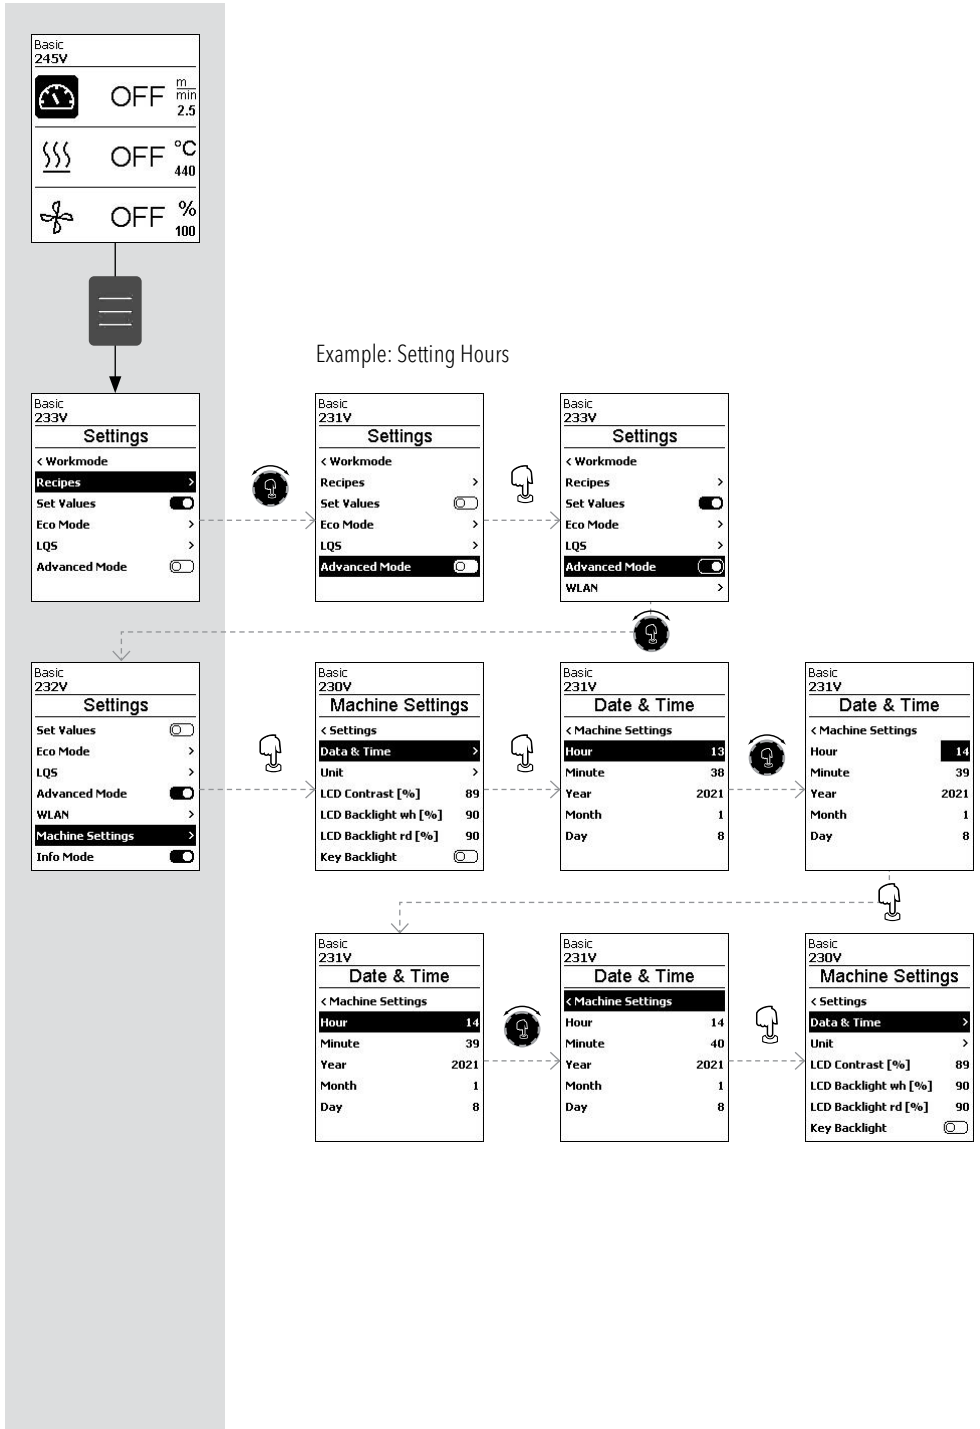 Basic
245V
OFF m/min 2.5
OFF °C 440
OFF % 100
Example: Setting Hours
Basic
233V
Settings
< Workmode
Recipes >
Set Values
Eco Mode >
LQS >
Advanced Mode
Basic
231V
Settings
< Workmode
Recipes >
Set Values
Eco Mode >
LQS >
Advanced Mode
Basic
233V
Settings
< Workmode
Recipes >
Set Values
Eco Mode >
LQS >
Advanced Mode
WLAN >
Basic
232V
Settings
Set Values
Eco Mode >
LQS >
Advanced Mode
WLAN >
Machine Settings >
Info Mode
Basic
230V
Machine Settings
< Settings
Data & Time >
Unit >
LCD Contrast [%] 89
LCD Backlight wh [%] 90
LCD Backlight rd [%] 90
Key Backlight
Basic
231V
Date & Time
< Machine Settings
Hour 13
Minute 38
Year 2021
Month 1
Day 8
Basic
231V
Date & Time
< Machine Settings
Hour 14
Minute 39
Year 2021
Month 1
Day 8
Basic
231V
Date & Time
< Machine Settings
Hour 14
Minute 39
Year 2021
Month 1
Day 8
Basic
231V
Date & Time
< Machine Settings
Hour 14
Minute 40
Year 2021
Month 1
Day 8
Basic
230V
Machine Settings
< Settings
Data & Time >
Unit >
LCD Contrast [%] 89
LCD Backlight wh [%] 90
LCD Backlight rd [%] 90
Key Backlight